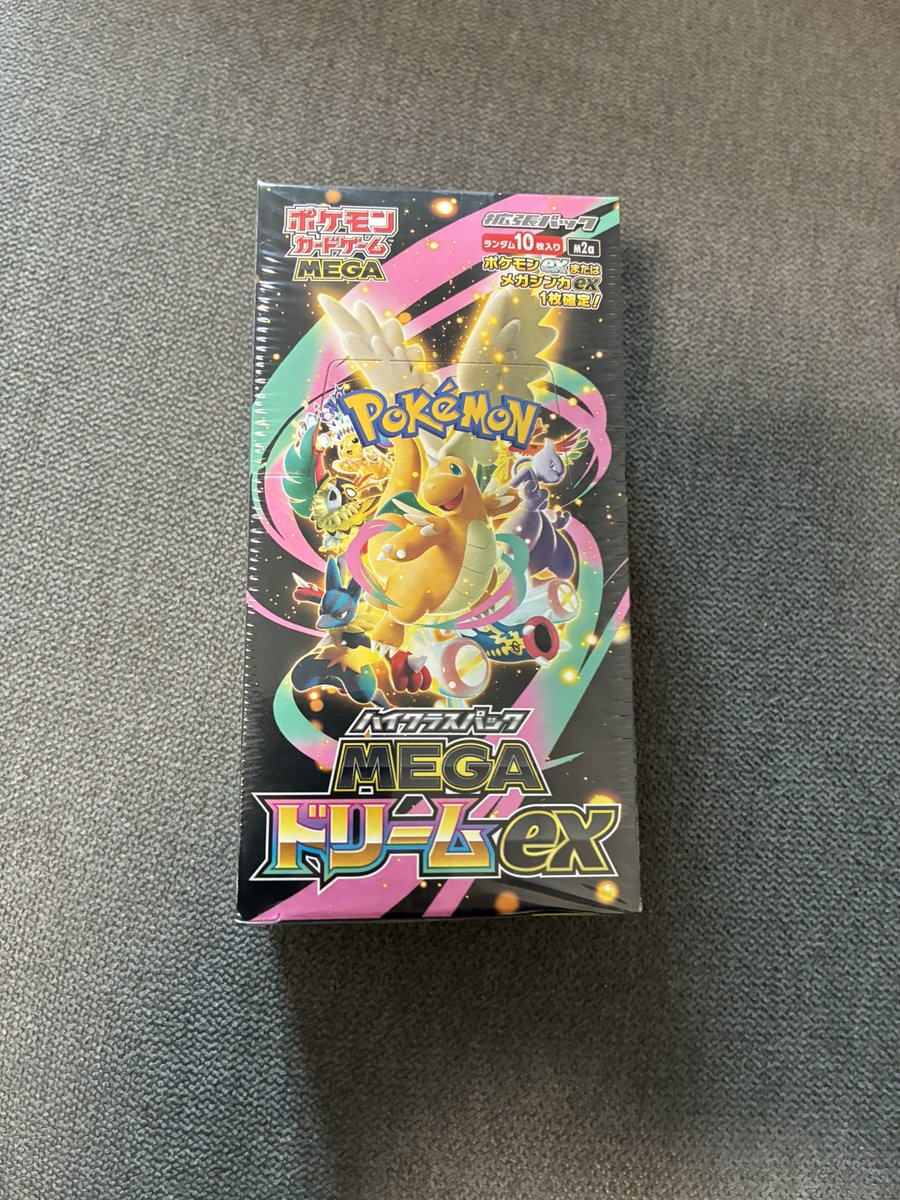 ポケモン
カードゲーム
MEGA
拡張パック
ランダム10枚入り M2a
ポケモンexまたは
メガシンカex
1枚確定!
POKéMON
ハイクラスパック
MEGA
ドリームex